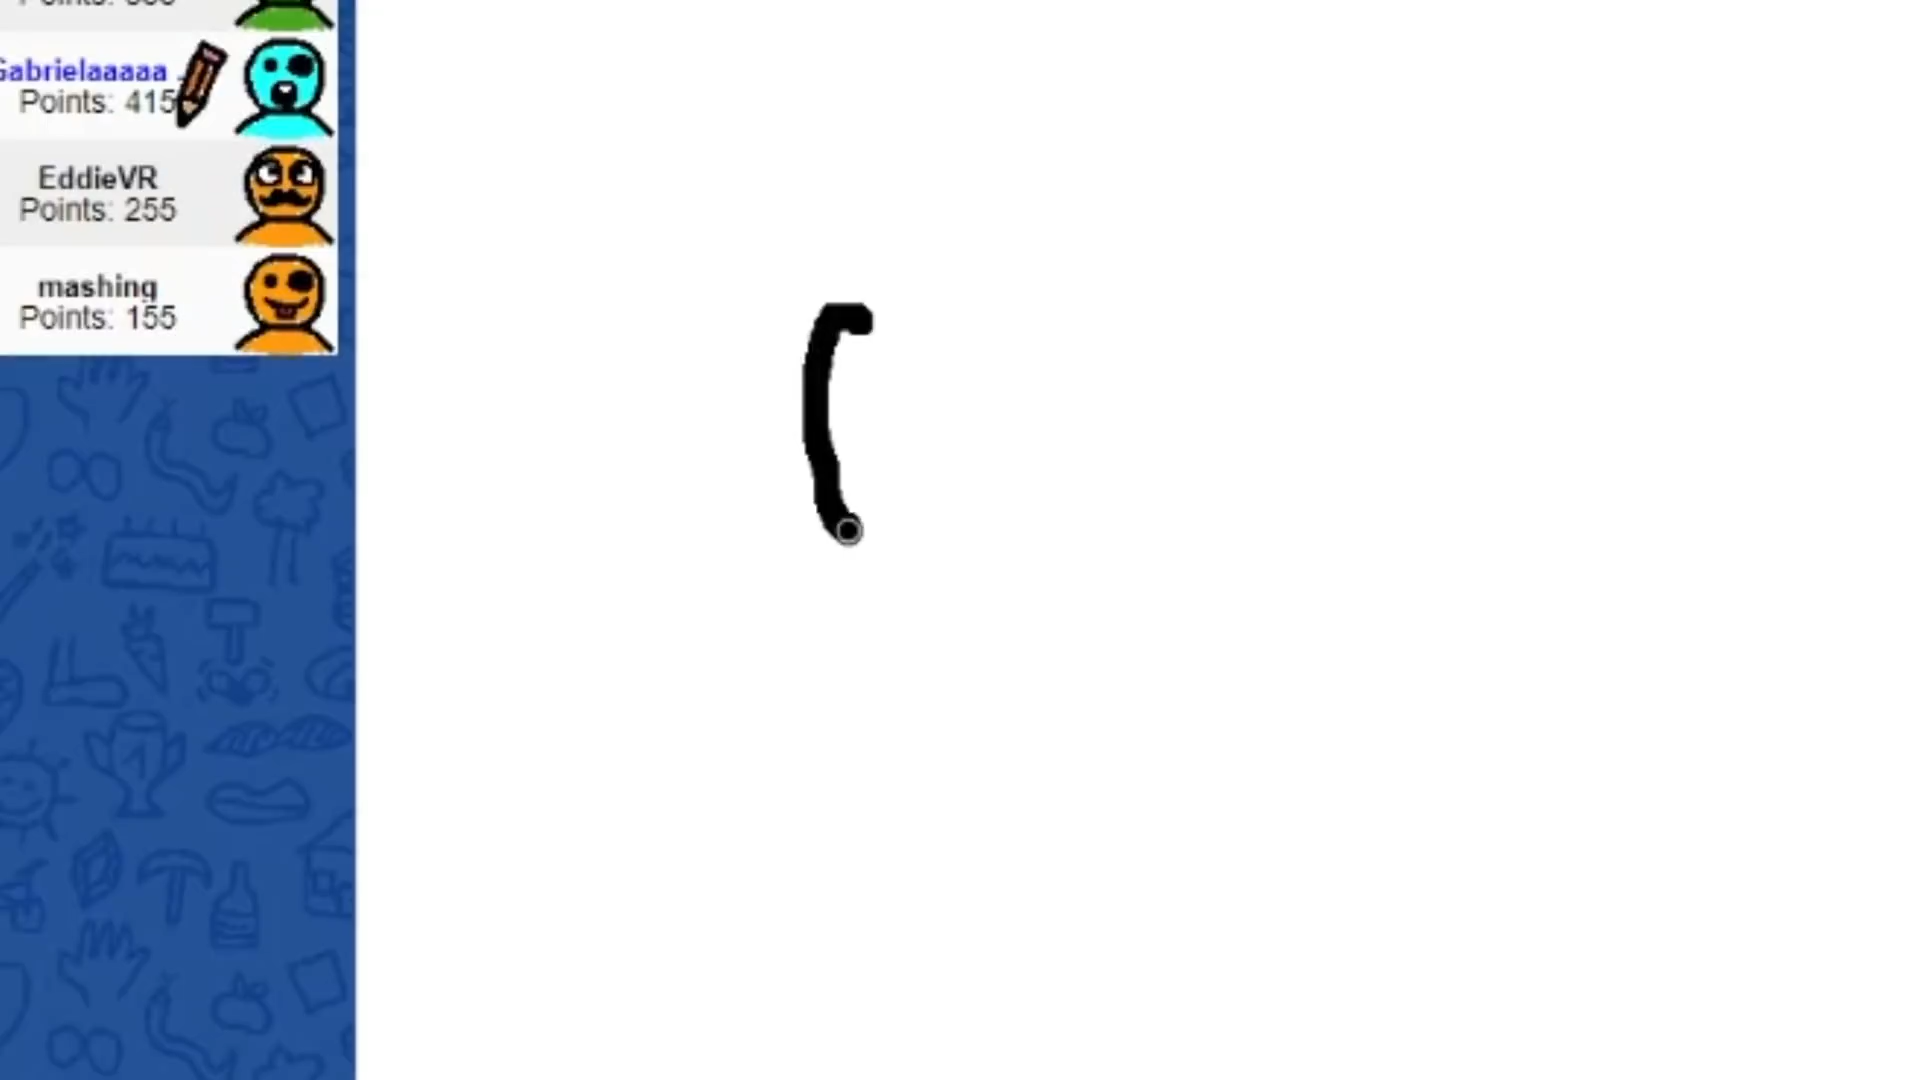 Gabrielaaaaa
Points: 415
EddieVR
Points: 255
mashing
Points: 155